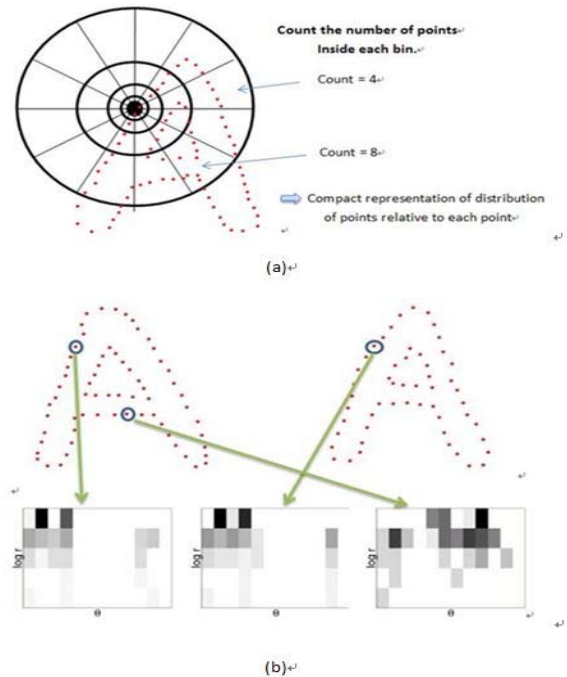 Count the number of points
Inside each bin.
Count = 4
Count = 8
Compact representation of distribution
of points relative to each point
(a)
log r
θ
log r
θ
log r
θ
(b)